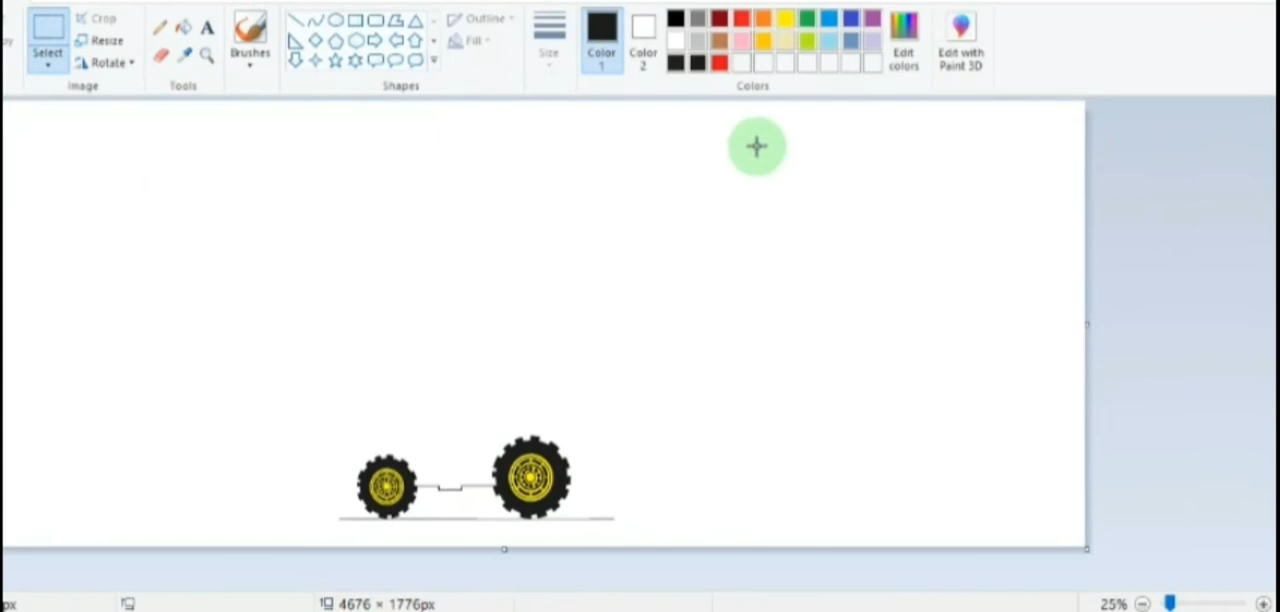 Crop
Outline
Select
Resize
Fill
Brushes
Size
Color
1
Color
2
Edit
colors
Edit with
Paint 3D
Rotate
A
Image
Tools
Shapes
Colors
px
4676 × 1776px
25%